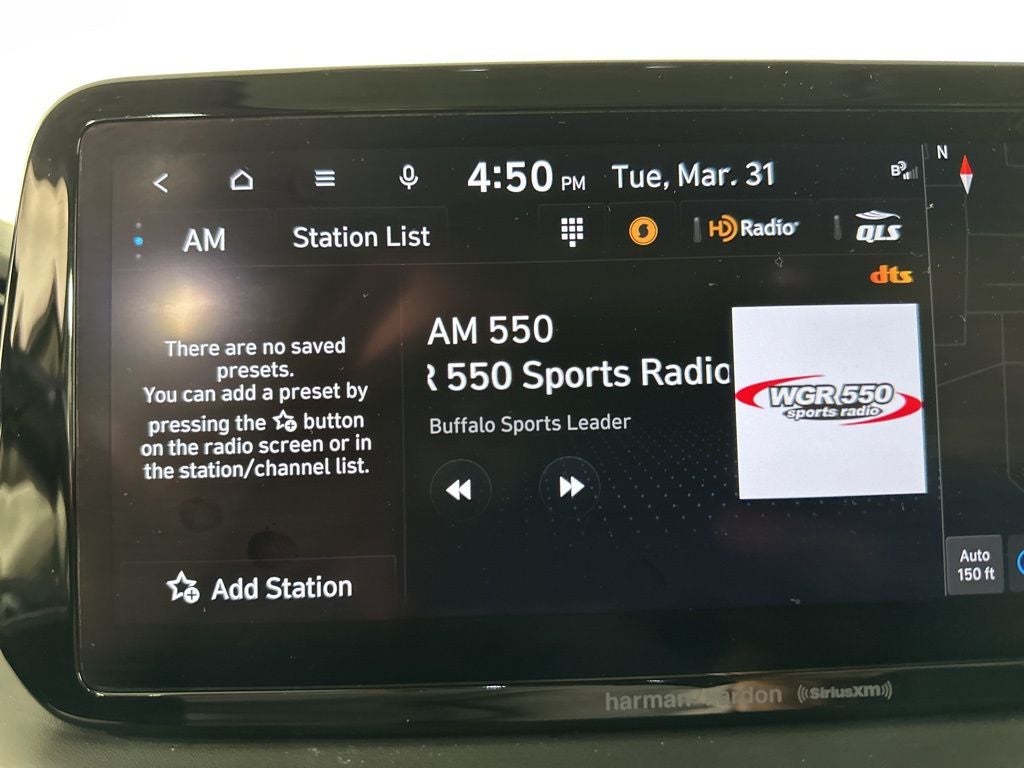 4:50 PM Tue, Mar. 31
N
AM
Station List
HD Radio
QLS
dts
There are no saved
presets.
You can add a preset by
pressing the button
on the radio screen or in
the station/channel list.
Add Station
AM 550
R 550 Sports Radio
Buffalo Sports Leader
WGR 550
sports radio
Auto
150 ft
harman/kardon
((SiriusXM))